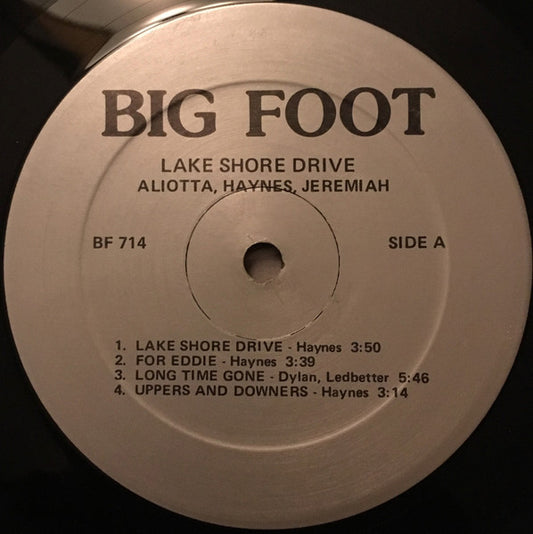 BIG FOOT
LAKE SHORE DRIVE
ALIOTTA, HAYNES, JEREMIAH
BF 714 SIDE A
1. LAKE SHORE DRIVE - Haynes 3:50
2. FOR EDDIE - Haynes 3:39
3. LONG TIME GONE - Dylan, Ledbetter 5:46
4. UPPERS AND DOWNERS - Haynes 3:14